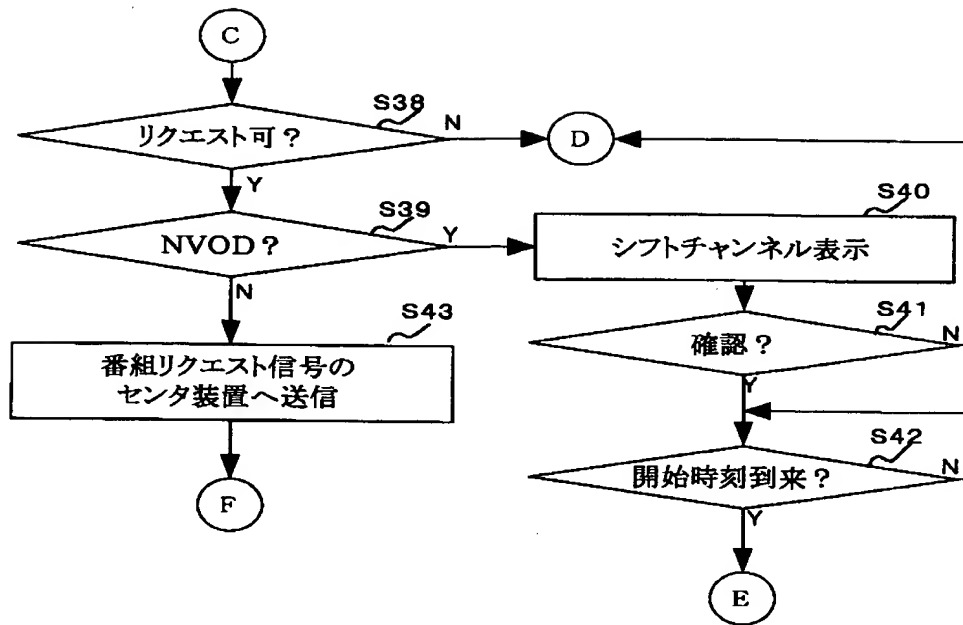 C
S38
リクエスト可？
N
D
Y
S39
NVOD？
Y
S40
シフトチャンネル表示
N
S41
確認？
N
S43
番組リクエスト信号の
センタ装置へ送信
Y
S42
開始時刻到来？
N
F
Y
E